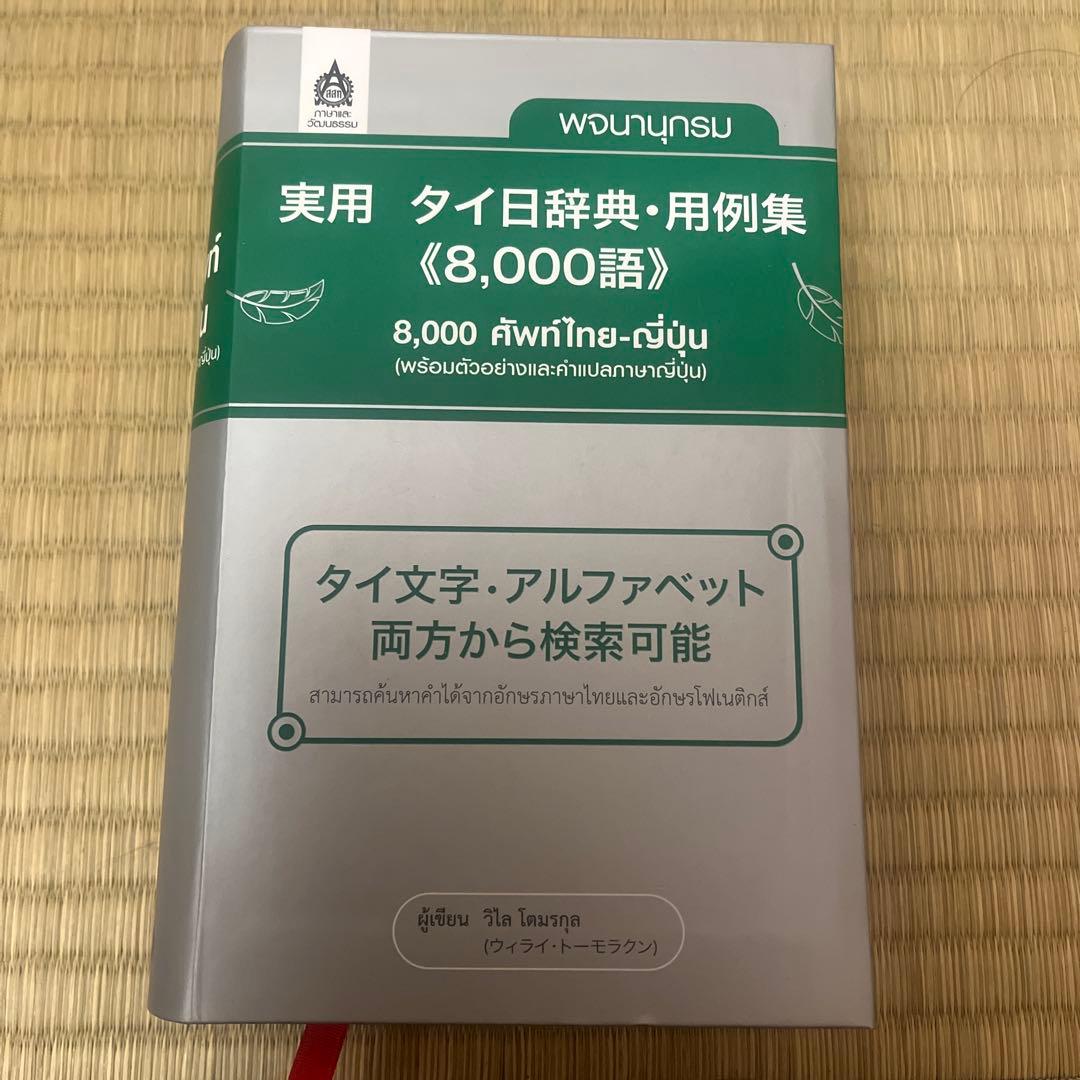 สสท
ภาษาและ
วัฒนธรรม
พจนานุกรม
実用 タイ日辞典・用例集
《8,000語》
8,000 ศัพท์ไทย-ญี่ปุ่น
(พร้อมตัวอย่างและคำแปลภาษาญี่ปุ่น)
タイ文字・アルファベット
両方から検索可能
สามารถค้นหาคำได้จากอักษรภาษาไทยและอักษรโฟเนติกส์
ผู้เขียน วิไล โตมรกุล
(ウィライ・トーモラクン)